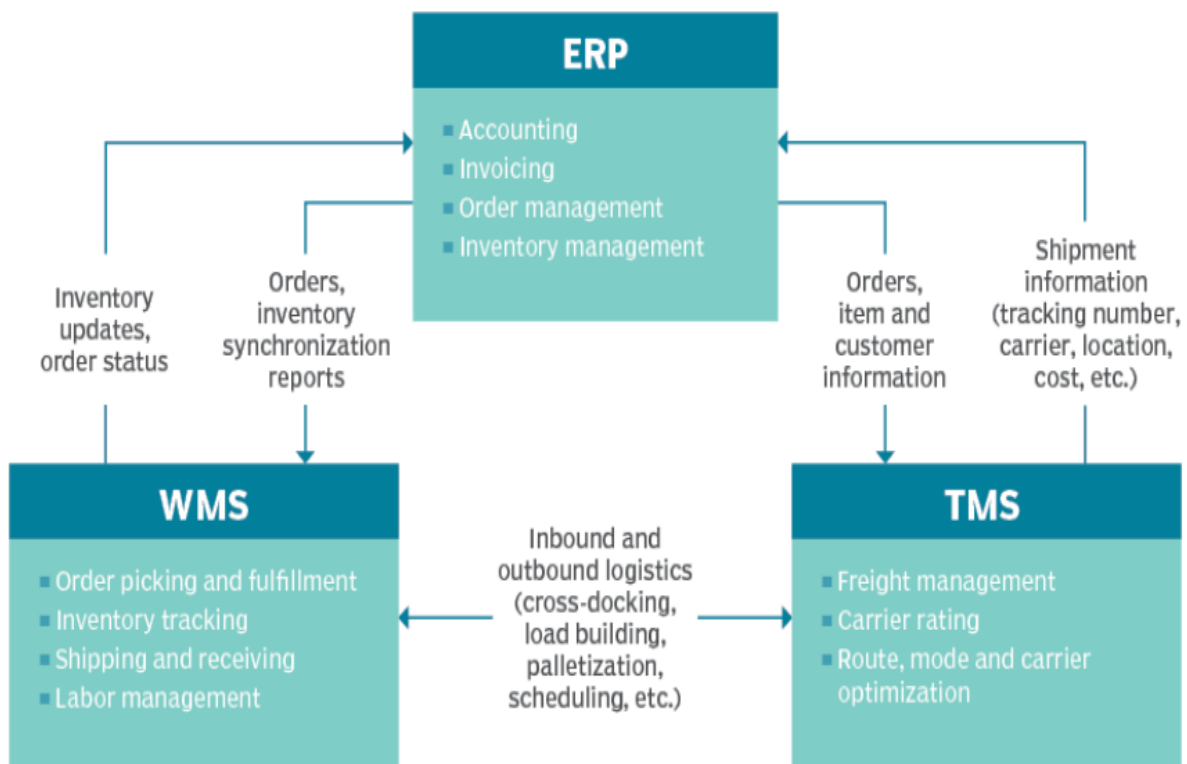 ERP
Accounting
Invoicing
Order management
Inventory management
Inventory
updates,
order status
Orders,
inventory
synchronization
reports
Orders,
item and
customer
information
Shipment
information
(tracking number,
carrier, location,
cost, etc.)
WMS
Order picking and fulfillment
Inventory tracking
Shipping and receiving
Labor management
Inbound and
outbound logistics
(cross-docking,
load building,
palletization,
scheduling, etc.)
TMS
Freight management
Carrier rating
Route, mode and carrier
optimization